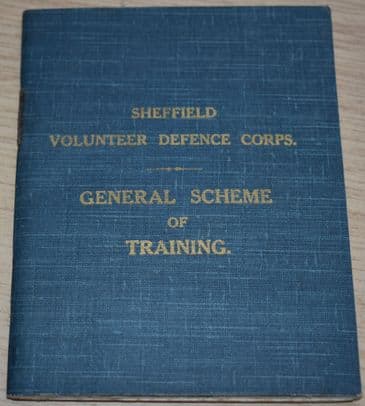 SHEFFIELD
VOLUNTEER DEFENCE CORPS.
GENERAL SCHEME
OF
TRAINING.